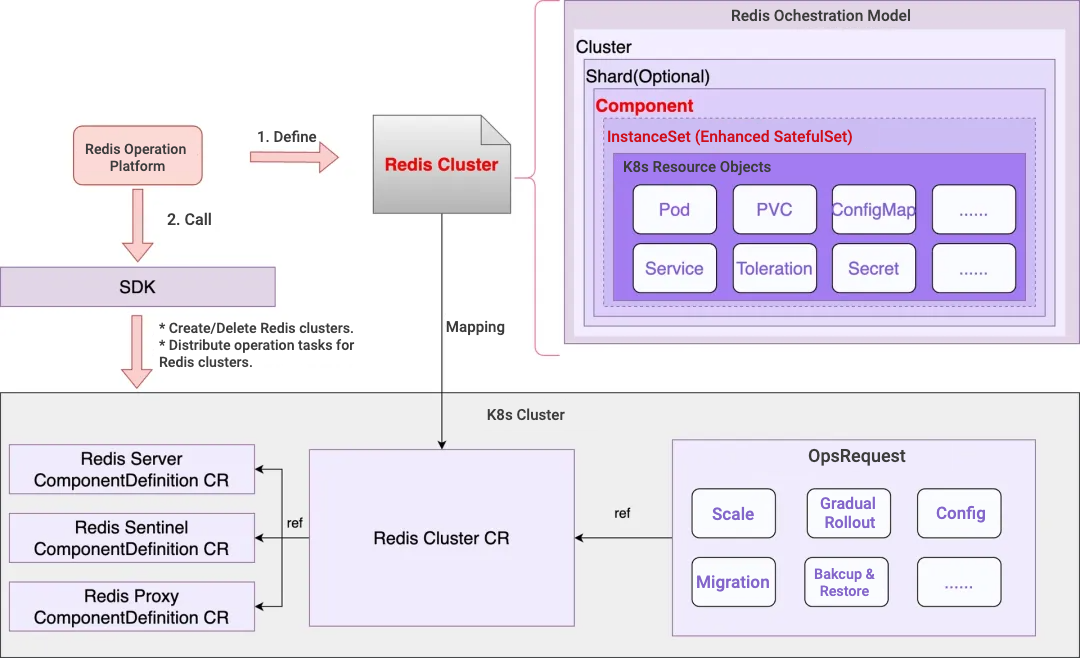 Redis Ochestration Model
Cluster
Shard(Optional)
Component
InstanceSet (Enhanced SatefulSet)
K8s Resource Objects
Pod
PVC
ConfigMap
......
Service
Toleration
Secret
......
Redis Operation
Platform
1. Define
Redis Cluster
2. Call
SDK
* Create/Delete Redis clusters.
* Distribute operation tasks for
Redis clusters.
Mapping
K8s Cluster
Redis Server
ComponentDefinition CR
Redis Sentinel
ComponentDefinition CR
Redis Proxy
ComponentDefinition CR
ref
Redis Cluster CR
ref
OpsRequest
Scale
Gradual
Rollout
Config
Migration
Bakcup &
Restore
......